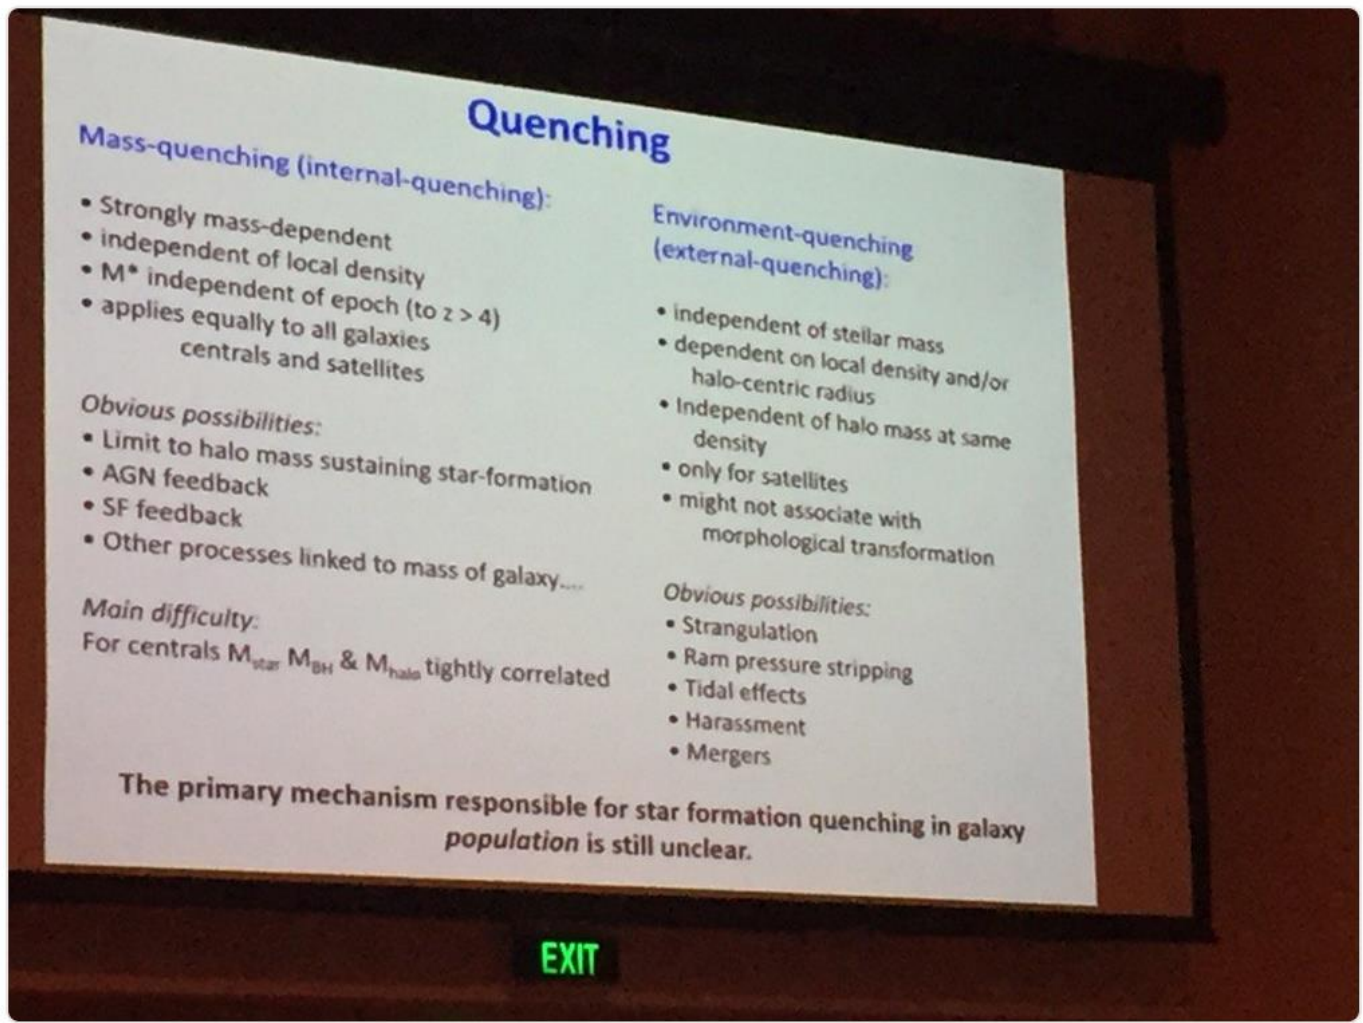 Quenching
Mass-quenching (internal-quenching):
• Strongly mass-dependent
• independent of local density
• M* independent of epoch (to z > 4)
• applies equally to all galaxies
centrals and satellites
Obvious possibilities:
• Limit to halo mass sustaining star-formation
• AGN feedback
• SF feedback
• Other processes linked to mass of galaxy....
Main difficulty:
For centrals Mstar MBH & Mhalo tightly correlated
Environment-quenching
(external-quenching):
• independent of stellar mass
• dependent on local density and/or
halo-centric radius
• Independent of halo mass at same
density
• only for satellites
• might not associate with
morphological transformation
Obvious possibilities:
• Strangulation
• Ram pressure stripping
• Tidal effects
• Harassment
• Mergers
The primary mechanism responsible for star formation quenching in galaxy
population is still unclear.
EXIT